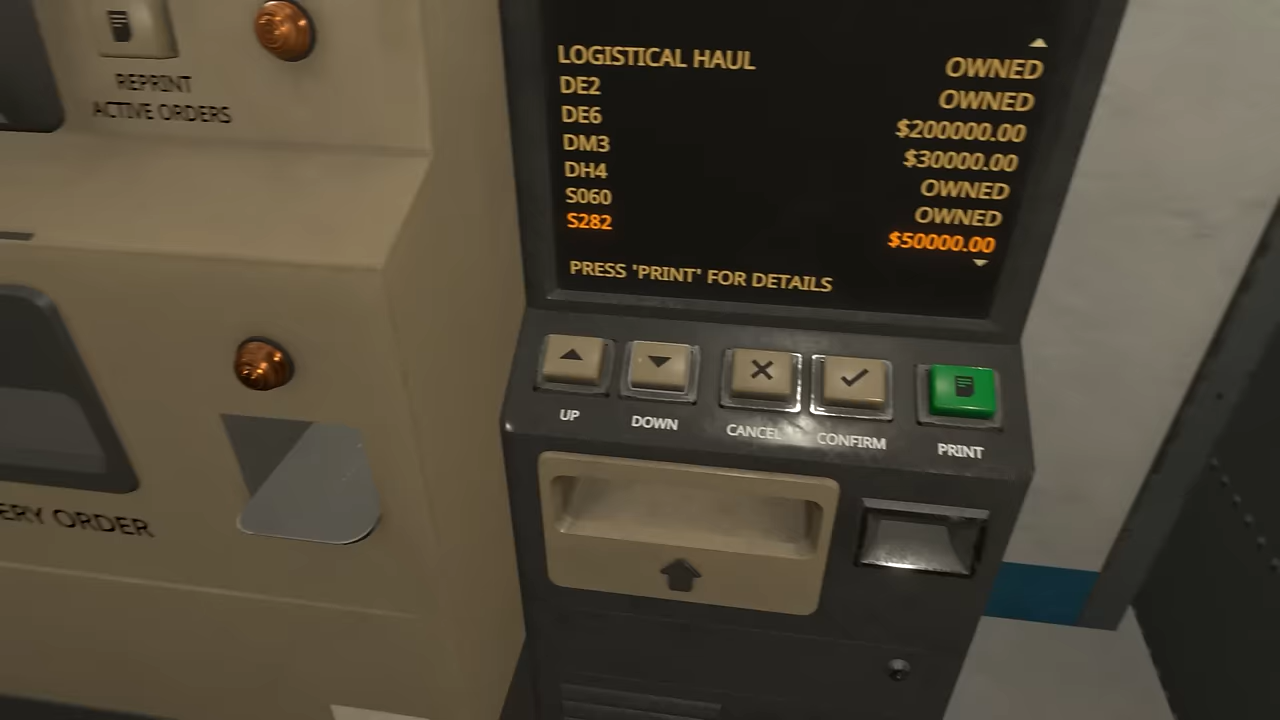 REPRINT
ACTIVE ORDERS
LOGISTICAL HAUL OWNED
DE2 OWNED
DE6 $200000.00
DM3 $30000.00
DH4 OWNED
S060 OWNED
S282 $50000.00
PRESS 'PRINT' FOR DETAILS
UP
DOWN
CANCEL
CONFIRM
PRINT
ERY ORDER